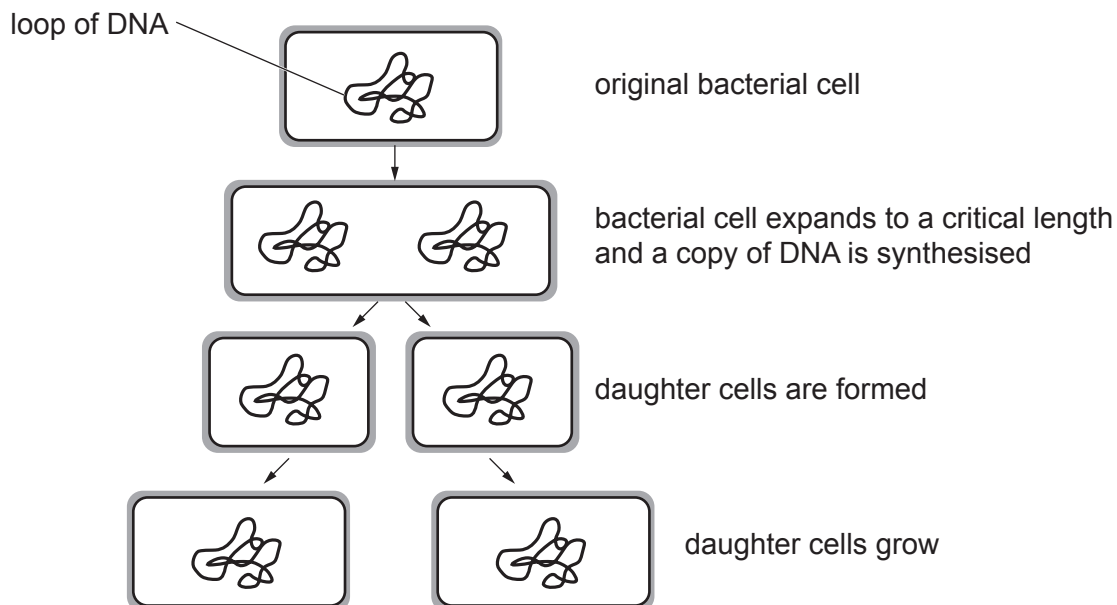 loop of DNA
original bacterial cell
bacterial cell expands to a critical length
and a copy of DNA is synthesised
daughter cells are formed
daughter cells grow